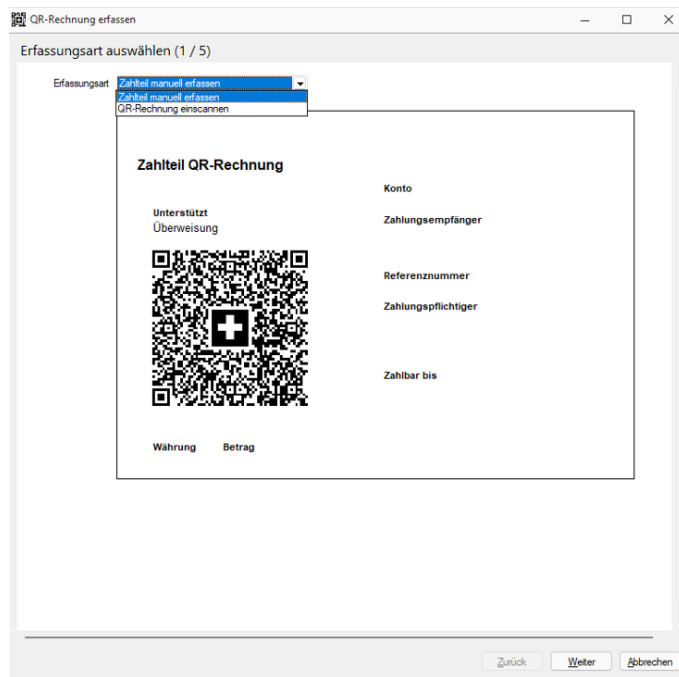 QR-Rechnung erfassen
Erfassungsart auswählen (1 / 5)
Erfassungsart
Zahlteil manuell erfassen
Zahlteil manuell erfassen
QR-Rechnung einscannen
Zahlteil QR-Rechnung
Konto
Unterstützt
Zahlungsempfänger
Überweisung
Referenznummer
Zahlungspflichtiger
Zahlbar bis
Währung Betrag
Zurück Weiter Abbrechen